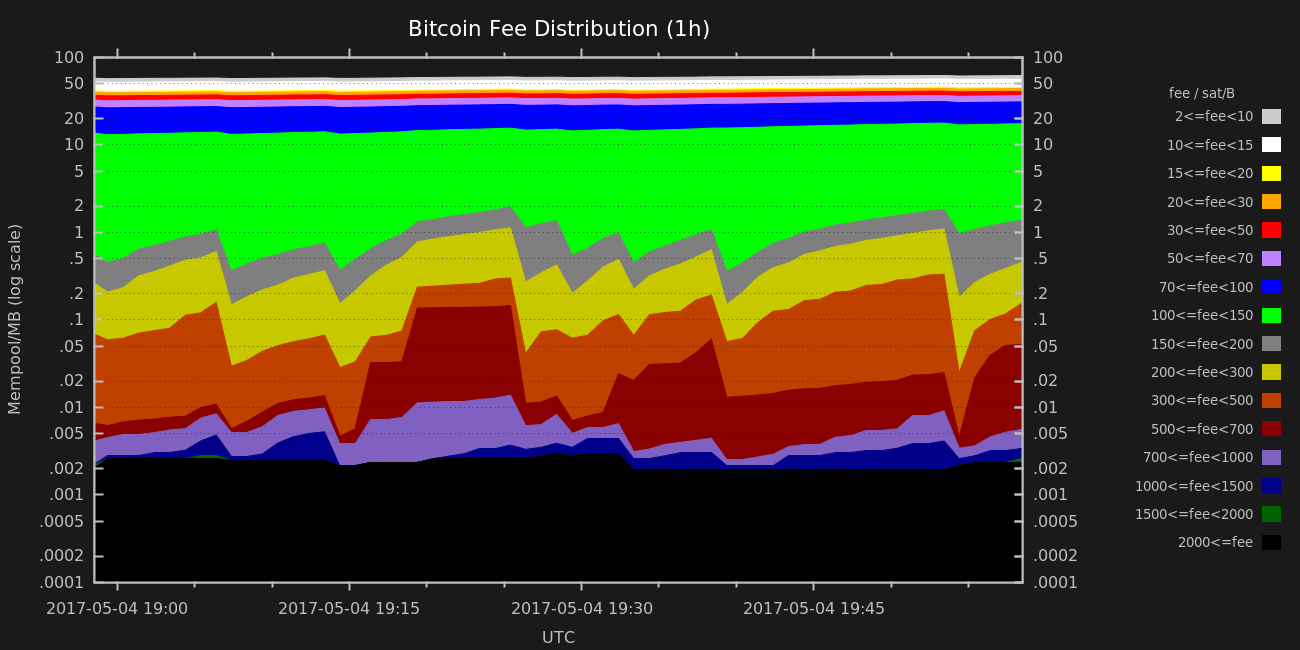 Bitcoin Fee Distribution (1h)
100
50
20
10
5
2
1
.5
.2
.1
.05
.02
.01
.005
.002
.001
.0005
.0002
.0001
Mempool/MB (log scale)
100
50
20
10
5
2
1
.5
.2
.1
.05
.02
.01
.005
.002
.001
.0005
.0002
.0001
2017-05-04 19:00
2017-05-04 19:15
2017-05-04 19:30
2017-05-04 19:45
UTC
fee / sat/B
2<=fee<10
10<=fee<15
15<=fee<20
20<=fee<30
30<=fee<50
50<=fee<70
70<=fee<100
100<=fee<150
150<=fee<200
200<=fee<300
300<=fee<500
500<=fee<700
700<=fee<1000
1000<=fee<1500
1500<=fee<2000
2000<=fee